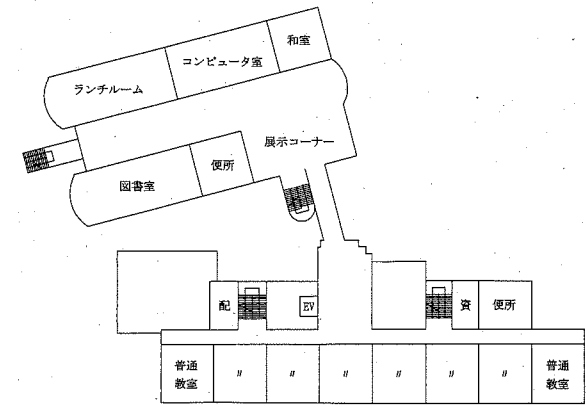 和室
コンピュータ室
ランチルーム
展示コーナー
便所
図書室
配
EV
資
便所
普通
教室
〃
〃
〃
〃
〃
〃
普通
教室